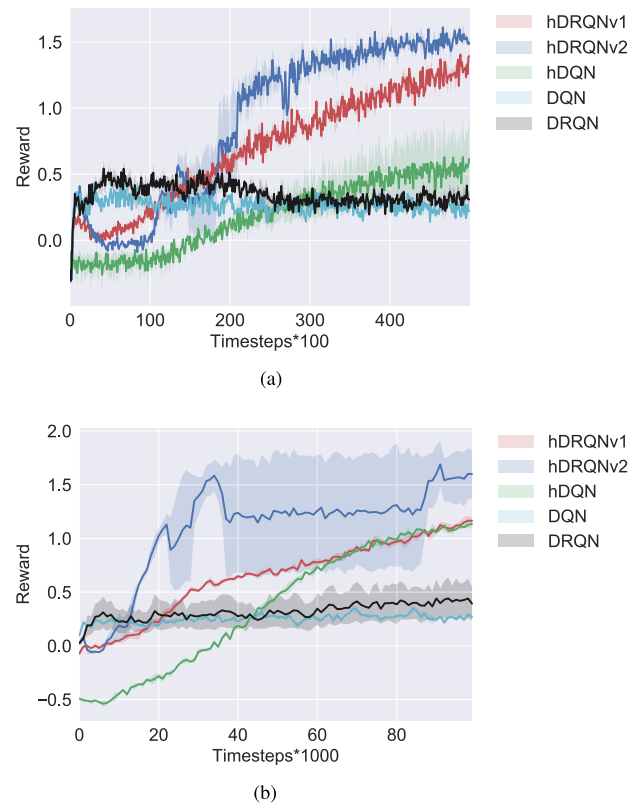 hDRQNv1
hDRQNv2
hDQN
DQN
DRQN
1.5
1.0
0.5
0.0
Reward
0 100 200 300 400
Timesteps*100
(a)
hDRQNv1
hDRQNv2
hDQN
DQN
DRQN
2.0
1.5
1.0
0.5
0.0
−0.5
Reward
0 20 40 60 80
Timesteps*1000
(b)